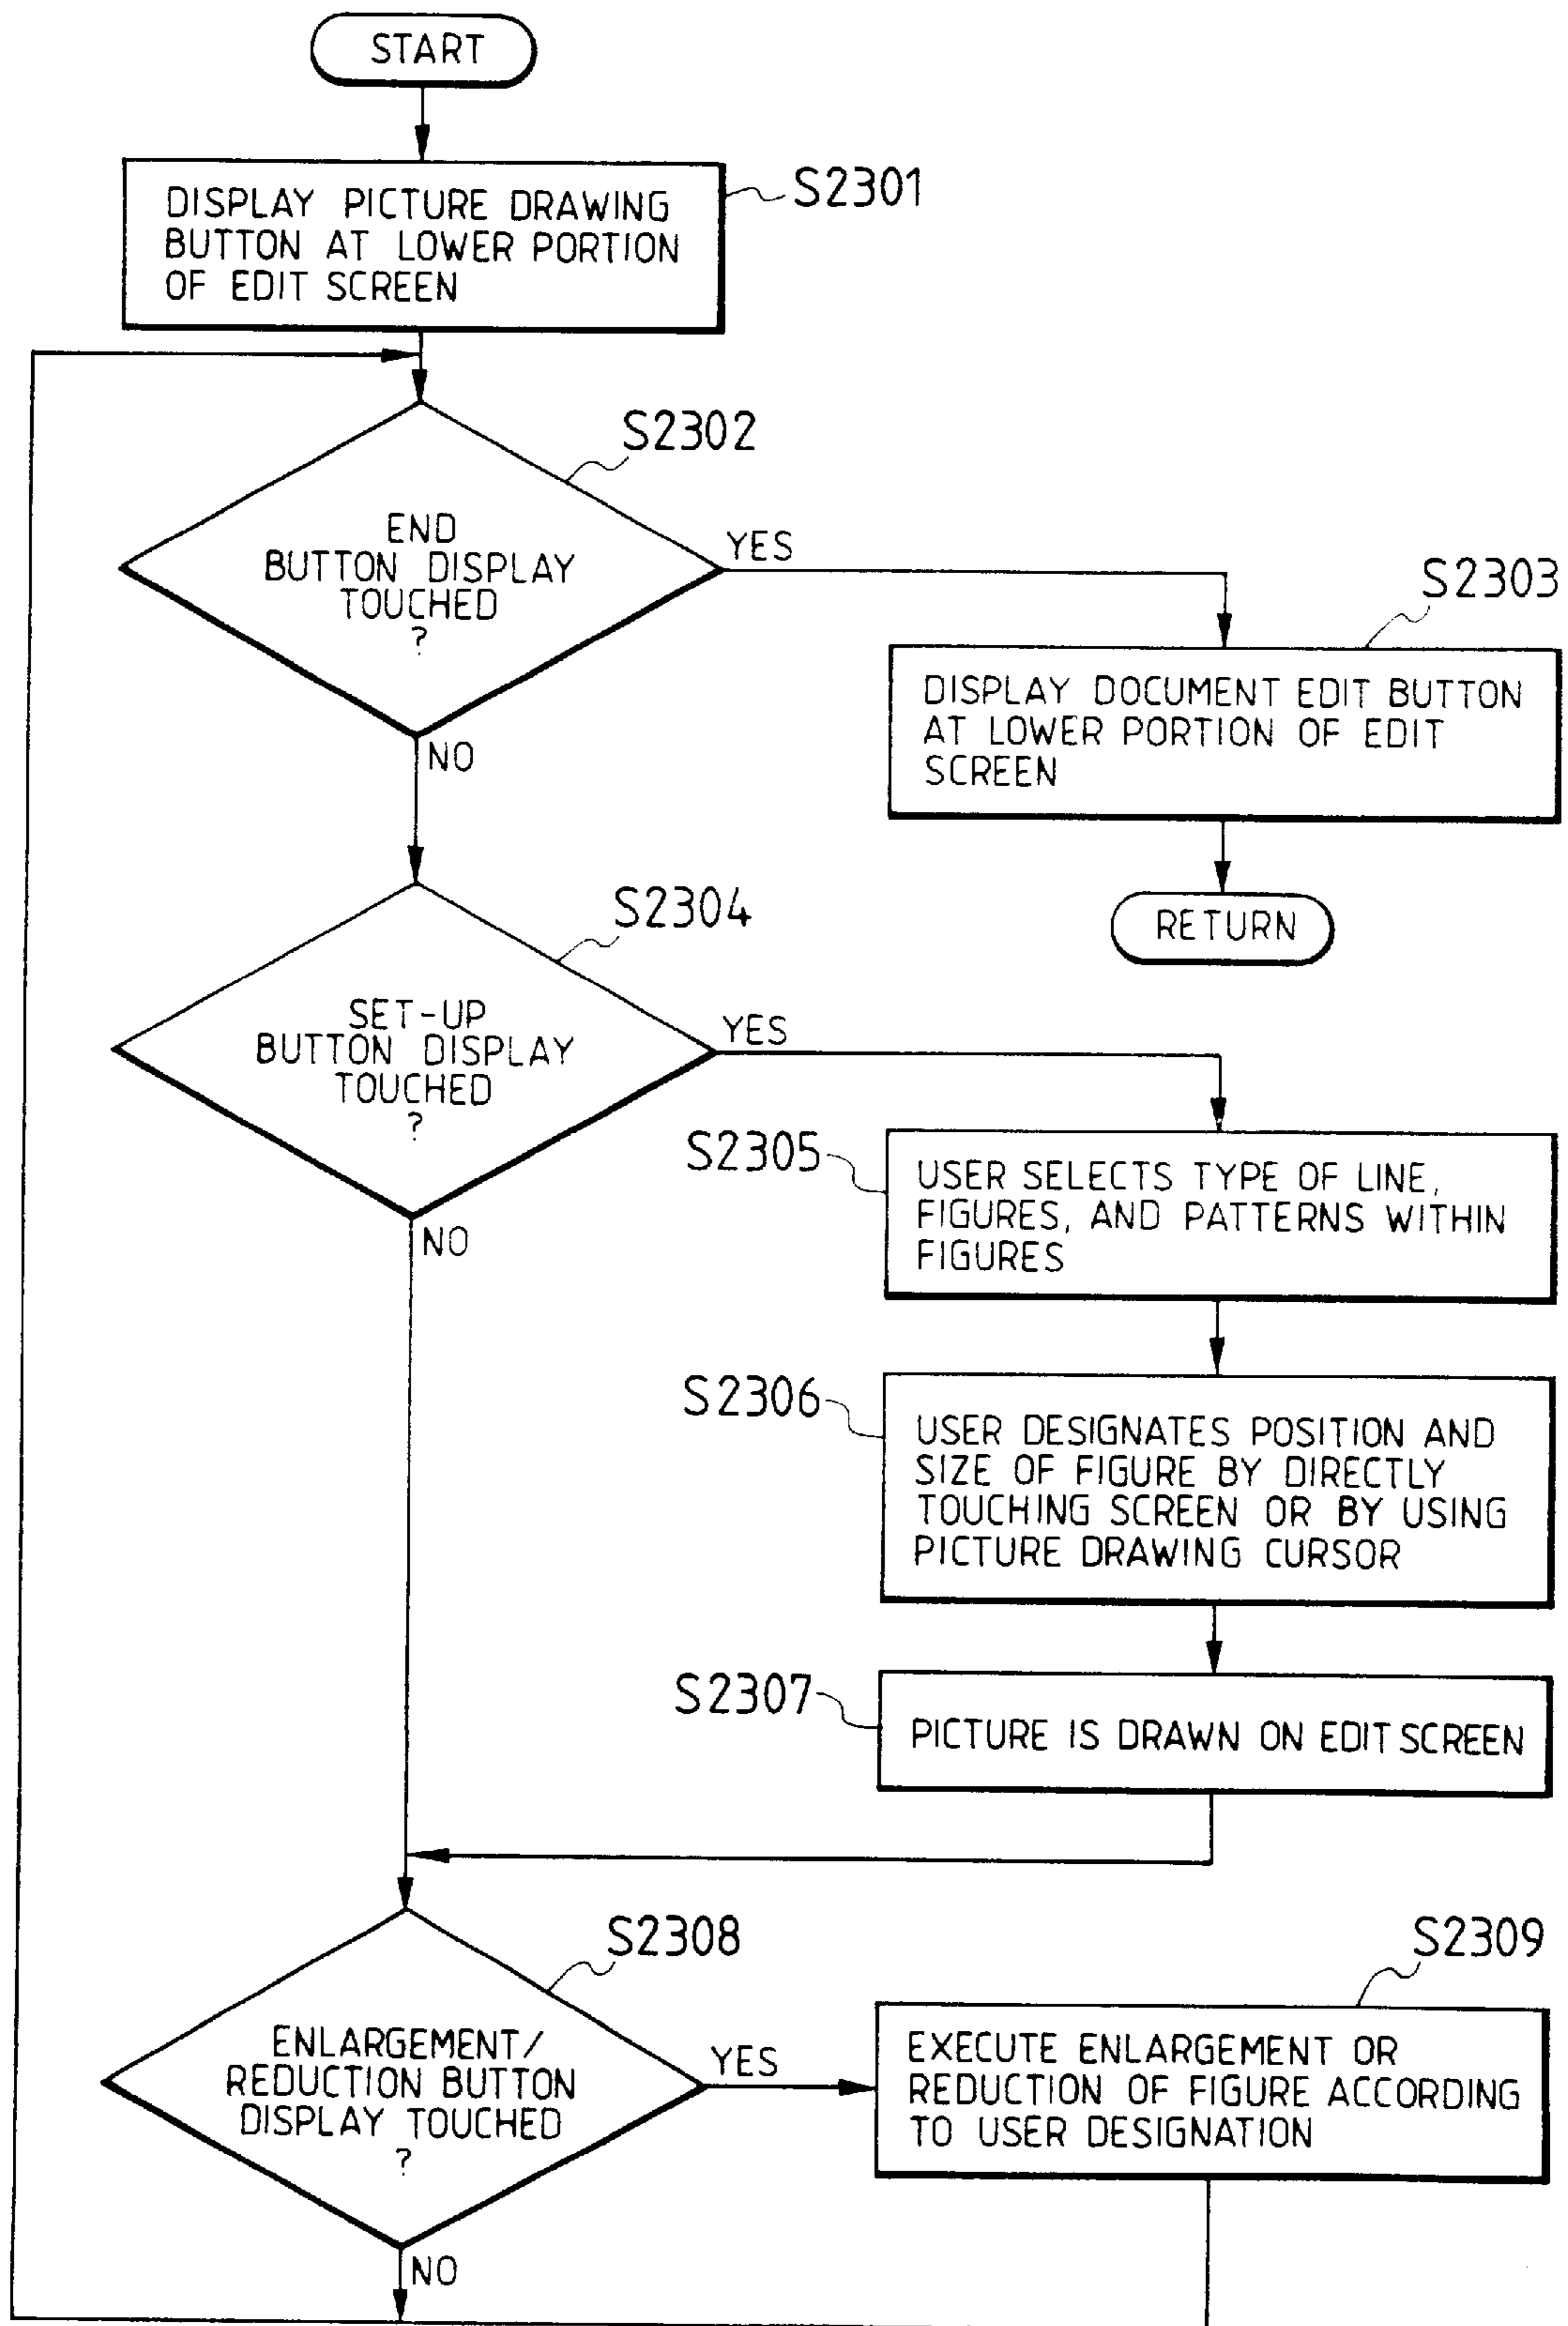 START
S2301
DISPLAY PICTURE DRAWING
BUTTON AT LOWER PORTION
OF EDIT SCREEN
S2302
END
BUTTON DISPLAY
TOUCHED
?
YES
NO
S2303
DISPLAY DOCUMENT EDIT BUTTON
AT LOWER PORTION OF EDIT
SCREEN
RETURN
S2304
SET-UP
BUTTON DISPLAY
TOUCHED
?
YES
NO
S2305
USER SELECTS TYPE OF LINE,
FIGURES, AND PATTERNS WITHIN
FIGURES
S2306
USER DESIGNATES POSITION AND
SIZE OF FIGURE BY DIRECTLY
TOUCHING SCREEN OR BY USING
PICTURE DRAWING CURSOR
S2307
PICTURE IS DRAWN ON EDIT SCREEN
S2308
ENLARGEMENT/
REDUCTION BUTTON
DISPLAY TOUCHED
?
YES
NO
S2309
EXECUTE ENLARGEMENT OR
REDUCTION OF FIGURE ACCORDING
TO USER DESIGNATION